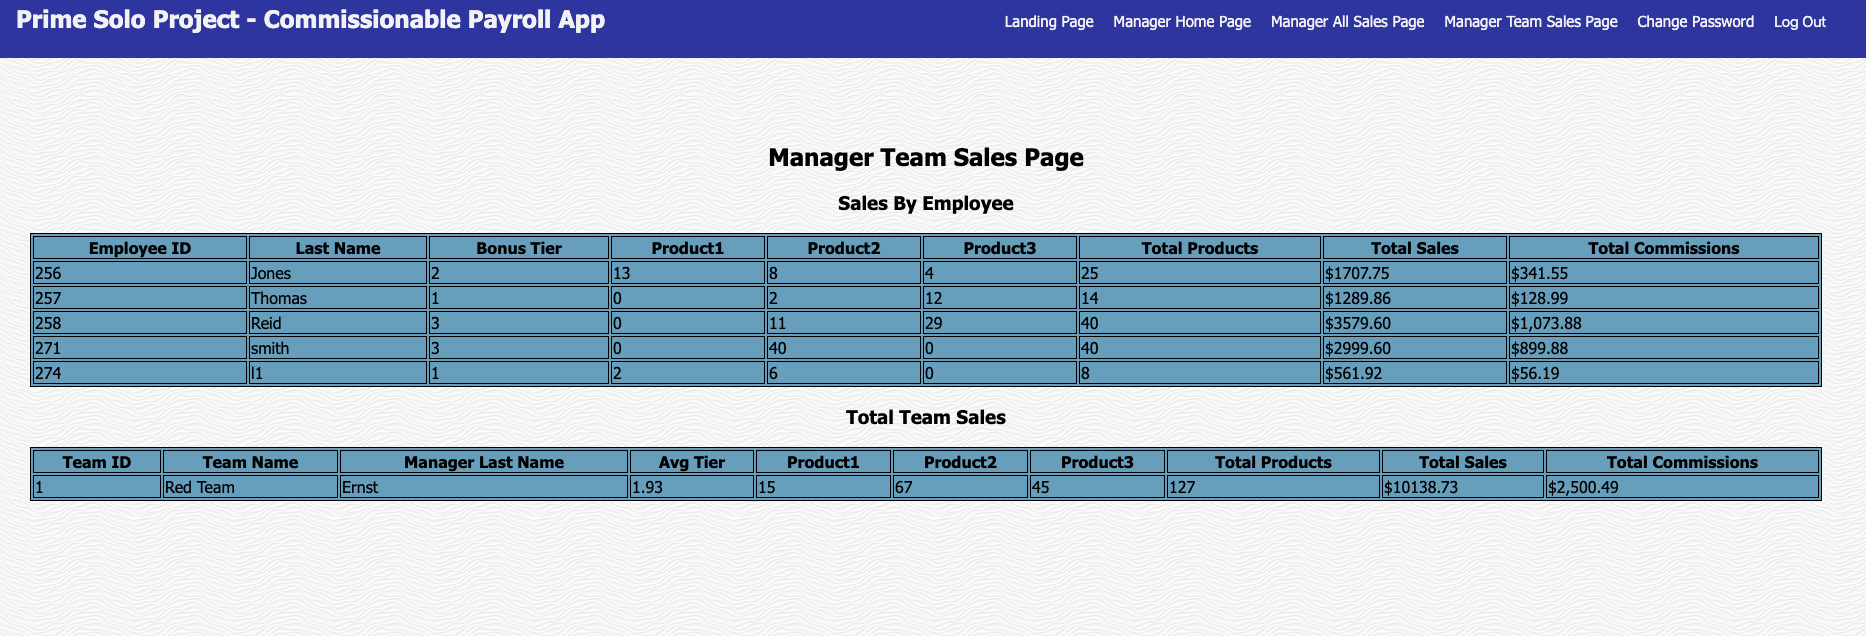 Prime Solo Project - Commissionable Payroll App Landing Page Manager Home Page Manager All Sales Page Manager Team Sales Page Change Password Log Out
Manager Team Sales Page
Sales By Employee
Employee ID Last Name Bonus Tier Product1 Product2 Product3 Total Products Total Sales Total Commissions
256 Jones 2 13 8 4 25 $1707.75 $341.55
257 Thomas 1 0 2 12 14 $1289.86 $128.99
258 Reid 3 0 11 29 40 $3579.60 $1,073.88
271 smith 3 0 40 0 40 $2999.60 $899.88
274 l1 1 2 6 0 8 $561.92 $56.19
Total Team Sales
Team ID Team Name Manager Last Name Avg Tier Product1 Product2 Product3 Total Products Total Sales Total Commissions
1 Red Team Ernst 1.93 15 67 45 127 $10138.73 $2,500.49